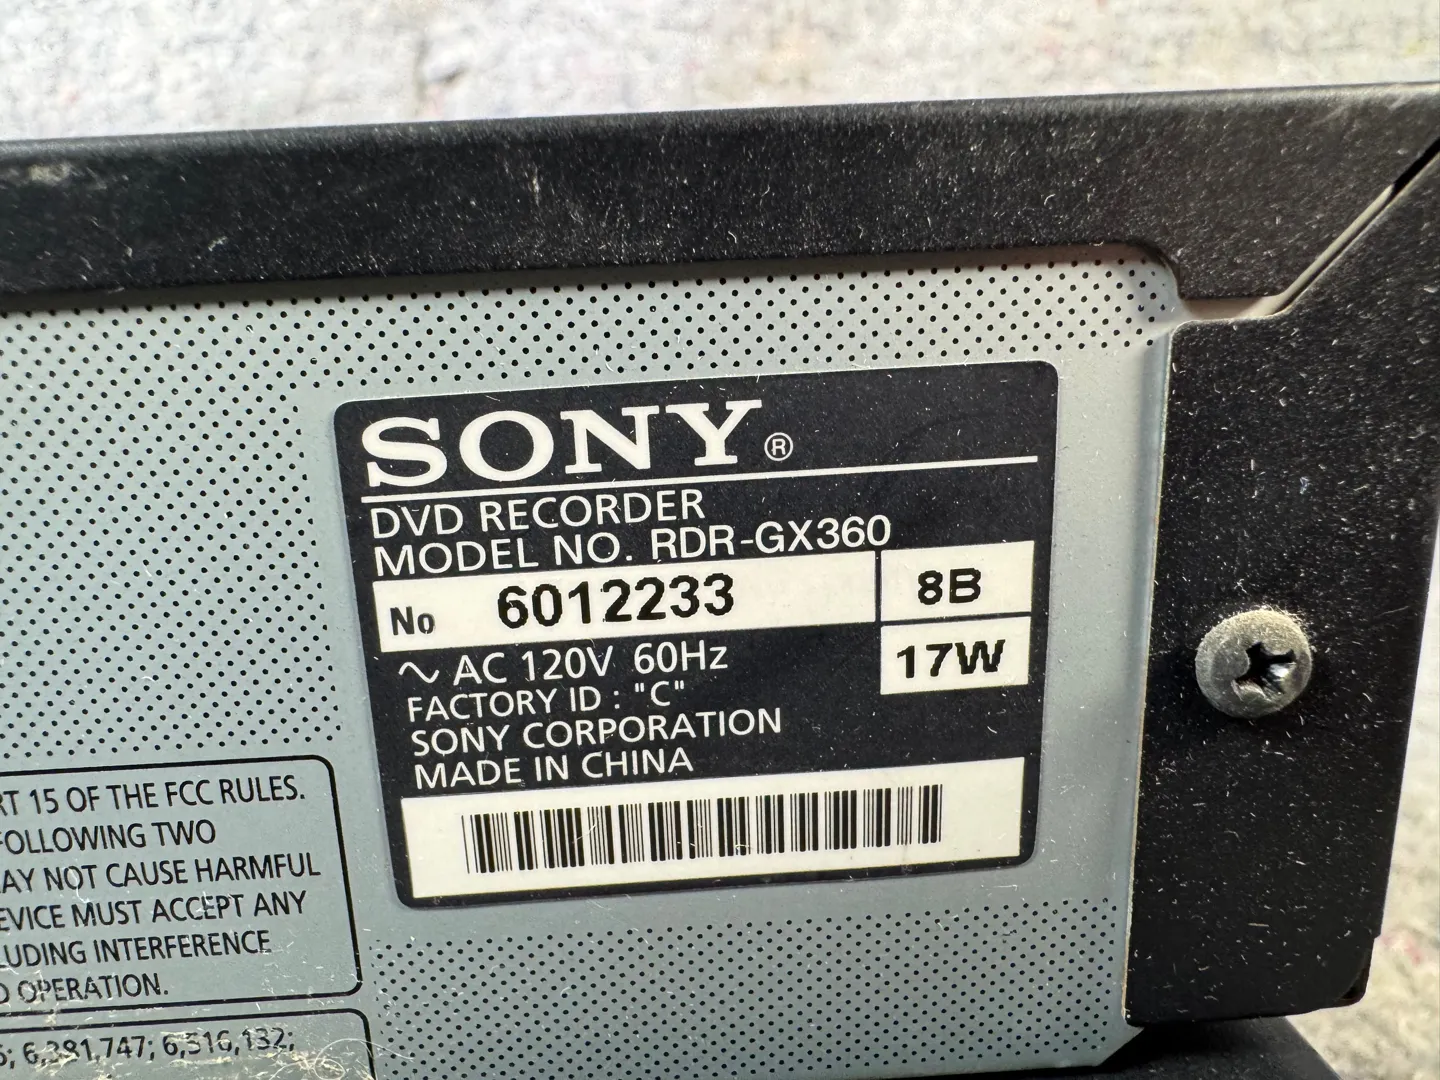 SONY®
DVD RECORDER
MODEL NO. RDR-GX360
No 6012233 8B
∿ AC 120V 60Hz 17W
FACTORY ID : "C"
SONY CORPORATION
MADE IN CHINA
RT 15 OF THE FCC RULES.
FOLLOWING TWO
AY NOT CAUSE HARMFUL
EVICE MUST ACCEPT ANY
LUDING INTERFERENCE
D OPERATION.
6,381,747; 6,516,132,